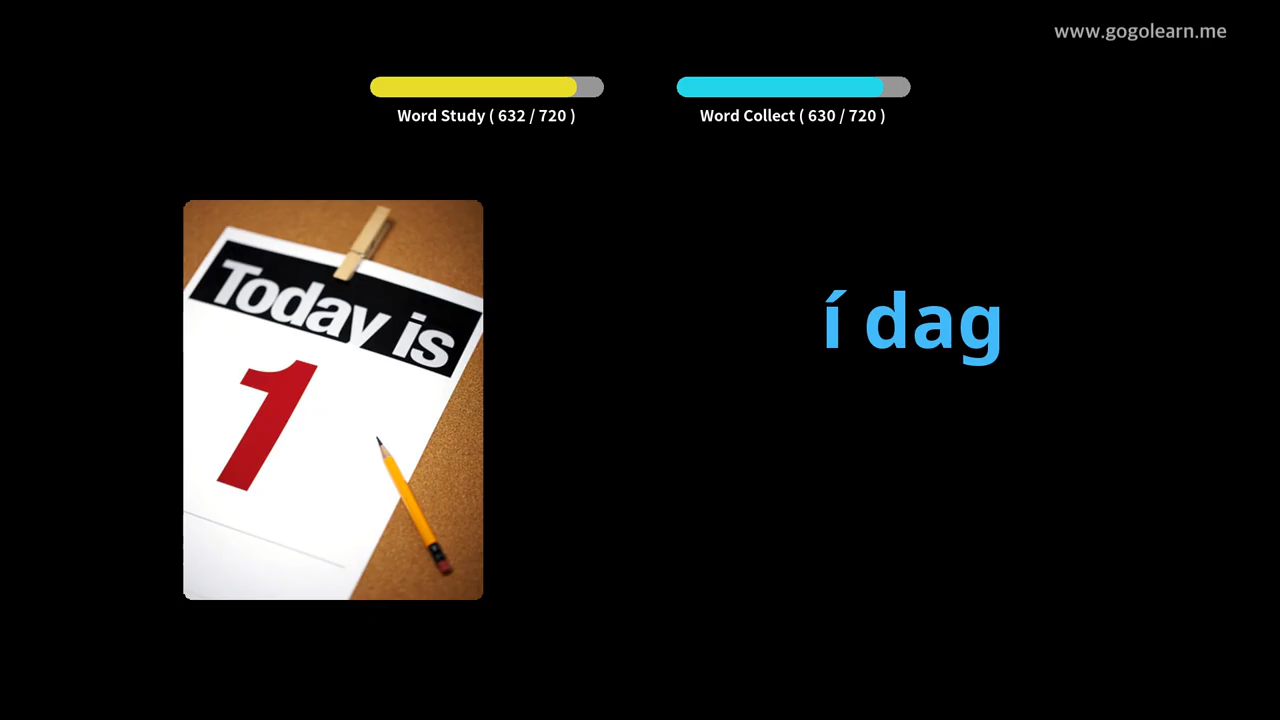 www.gogolearn.me
Word Study ( 632 / 720 )
Word Collect ( 630 / 720 )
Today is
1
í dag